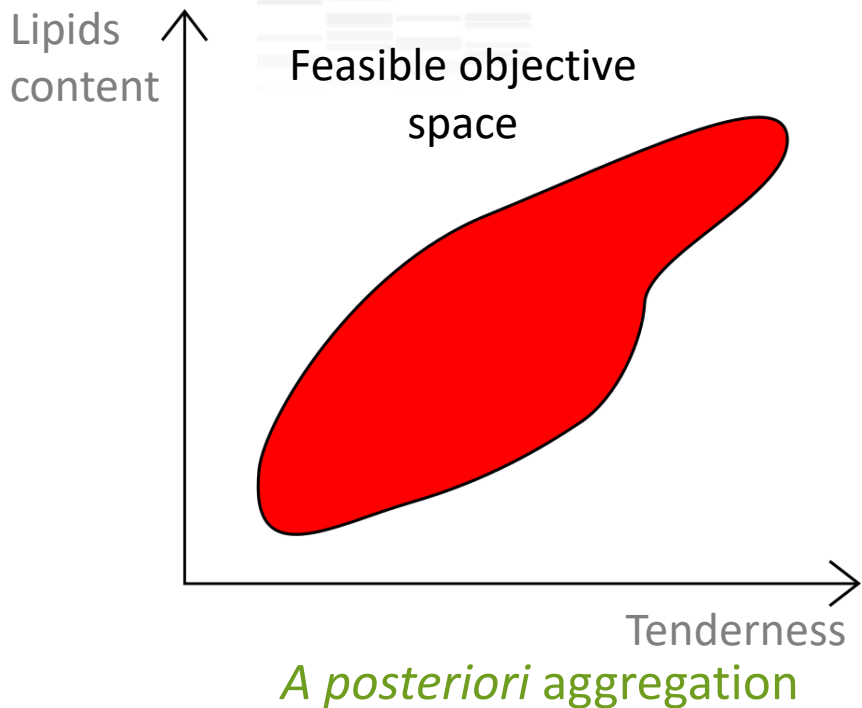 Lipids
content
Feasible objective
space
Tenderness
A posteriori aggregation